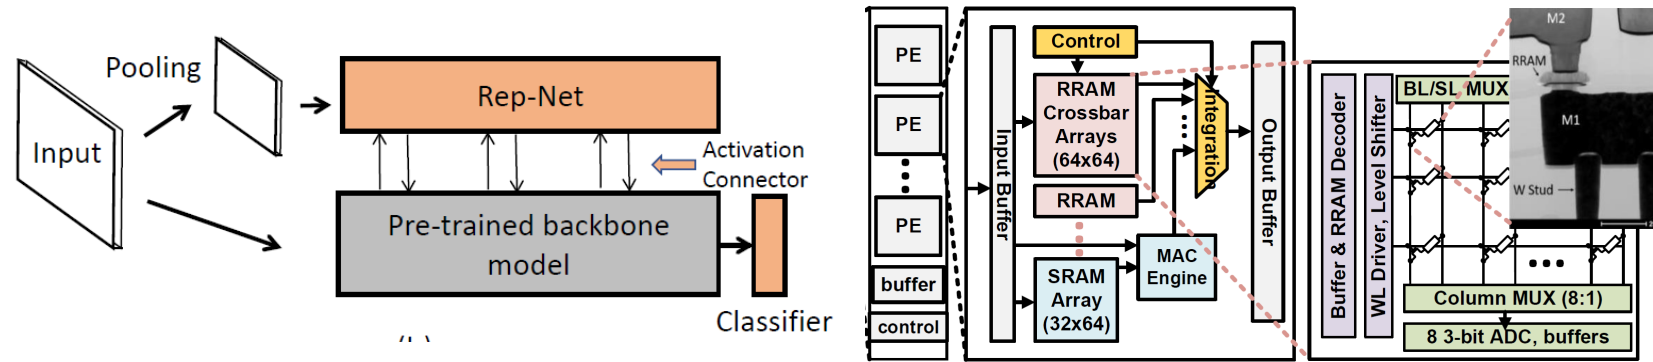 Input
Pooling
Rep-Net
Activation
Connector
Pre-trained backbone
model
Classifier
PE
PE
PE
buffer
control
Input Buffer
Control
RRAM
Crossbar
Arrays
(64x64)
RRAM
SRAM
Array
(32x64)
MAC
Engine
Integration
Output Buffer
Buffer & RRAM Decoder
WL Driver, Level Shifter
BL/SL MUX
Column MUX (8:1)
8 3-bit ADC, buffers
M2
RRAM
M1
W Stud